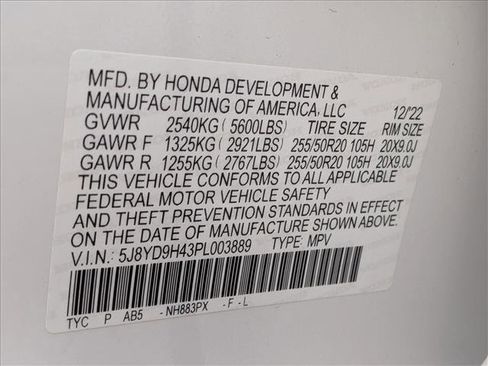 MFD. BY HONDA DEVELOPMENT &
MANUFACTURING OF AMERICA, LLC 12/'22
GVWR 2540KG ( 5600LBS) TIRE SIZE RIM SIZE
GAWR F 1325KG ( 2921LBS) 255/50R20 105H 20X9.0J
GAWR R 1255KG ( 2767LBS) 255/50R20 105H 20X9.0J
THIS VEHICLE CONFORMS TO ALL APPLICABLE
FEDERAL MOTOR VEHICLE SAFETY
AND THEFT PREVENTION STANDARDS IN EFFECT
ON THE DATE OF MANUFACTURE SHOWN ABOVE.
V.I.N.: 5J8YD9H43PL003889 TYPE: MPV
TYC P AB5 -NH883PX -F-L